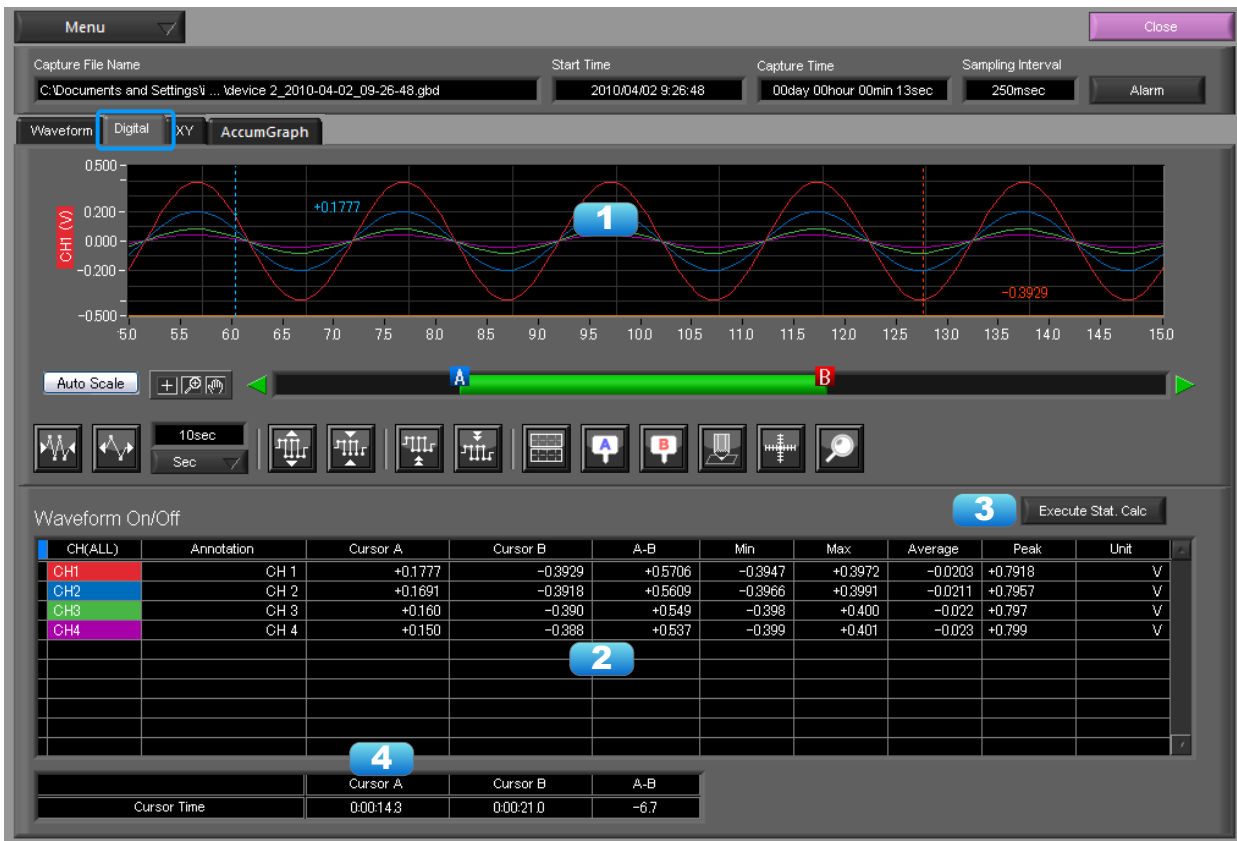 Menu Close
Capture File Name Start Time Capture Time Sampling Interval
C:\Documents and Settings\i ... \device 2_2010-04-02_09-26-48.gbd 2010/04/02 9:26:48 00day 00hour 00min 13sec 250msec Alarm
Waveform Digital XY AccumGraph
0.500
CH1 (V)
0.200
0.000
-0.200
-0.500
+0.1777
1
-0.3929
5.0 5.5 6.0 6.5 7.0 7.5 8.0 8.5 9.0 9.5 10.0 10.5 11.0 11.5 12.0 12.5 13.0 13.5 14.0 14.5 15.0
Auto Scale A B
10sec
Sec A B
Waveform On/Off 3 Execute Stat. Calc
CH(ALL) Annotation Cursor A Cursor B A-B Min Max Average Peak Unit
CH1 CH 1 +0.1777 -0.3929 +0.5706 -0.3947 +0.3972 -0.0203 +0.7918 V
CH2 CH 2 +0.1691 -0.3918 +0.5609 -0.3966 +0.3991 -0.0211 +0.7957 V
CH3 CH 3 +0.160 -0.390 +0.549 -0.398 +0.400 -0.022 +0.797 V
CH4 CH 4 +0.150 -0.388 +0.537 -0.399 +0.401 -0.023 +0.799 V
2
4
Cursor A Cursor B A-B
Cursor Time 0:00:14.3 0:00:21.0 -6.7